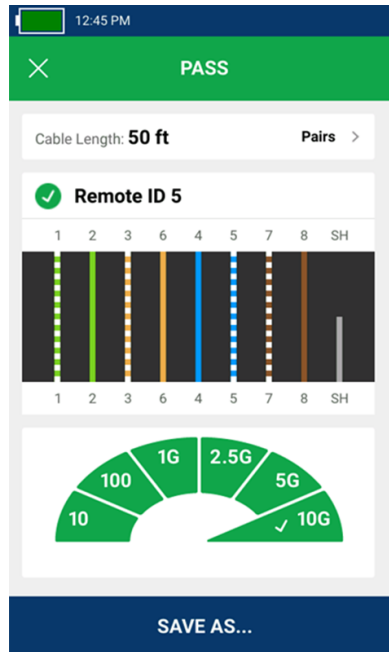 12:45 PM
PASS
Cable Length: 50 ft Pairs >
Remote ID 5
1 2 3 6 4 5 7 8 SH
1 2 3 6 4 5 7 8 SH
10 100 1G 2.5G 5G 10G
SAVE AS...